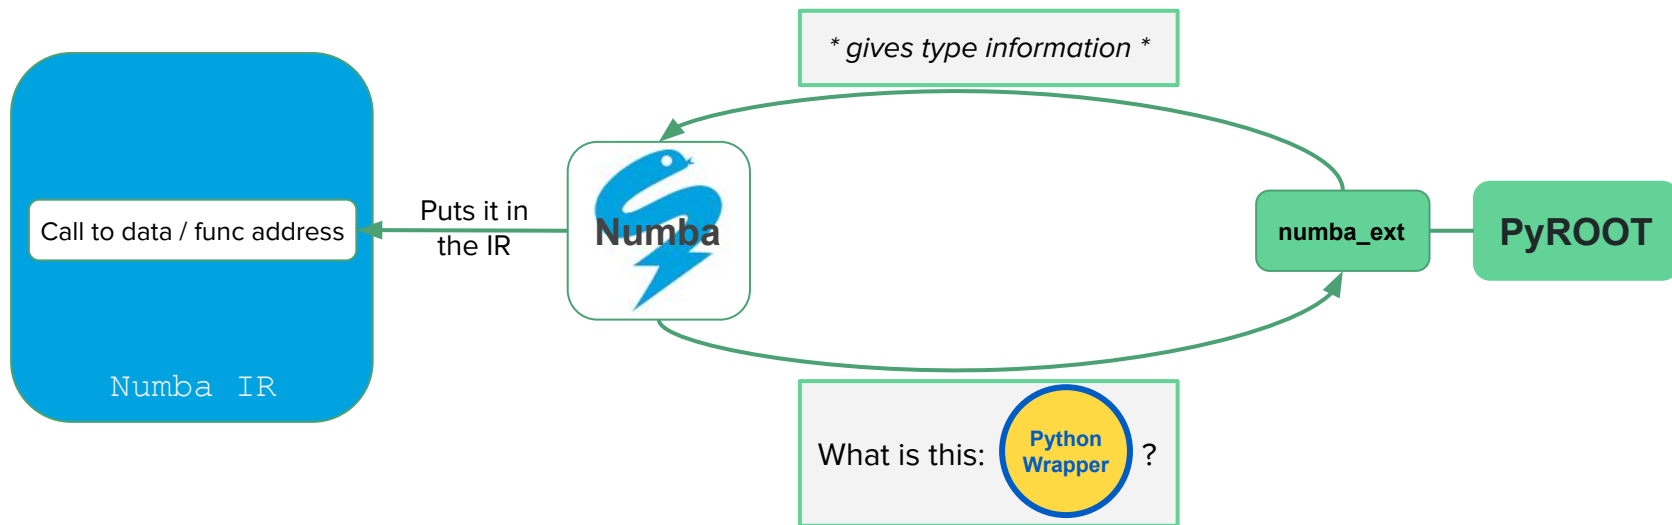 * gives type information *
Call to data / func address
Puts it in
the IR
Numba
numba_ext
PyROOT
Numba IR
What is this: Python Wrapper ?